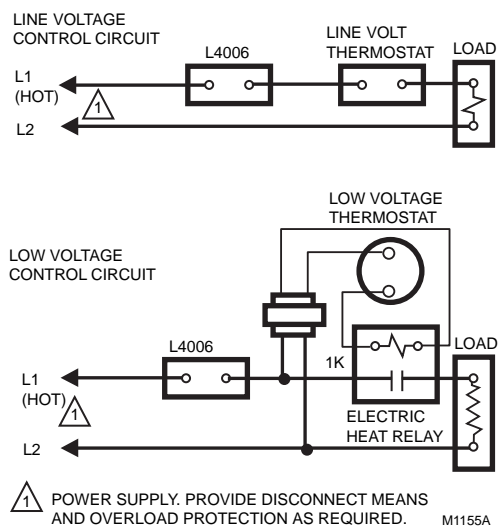 LINE VOLTAGE
CONTROL CIRCUIT
L4006
LINE VOLT
THERMOSTAT
LOAD
L1
(HOT)
1
L2
LOW VOLTAGE
THERMOSTAT
LOW VOLTAGE
CONTROL CIRCUIT
L4006
1K
LOAD
L1
(HOT)
1
ELECTRIC
HEAT RELAY
L2
1 POWER SUPPLY. PROVIDE DISCONNECT MEANS
AND OVERLOAD PROTECTION AS REQUIRED.
M1155A